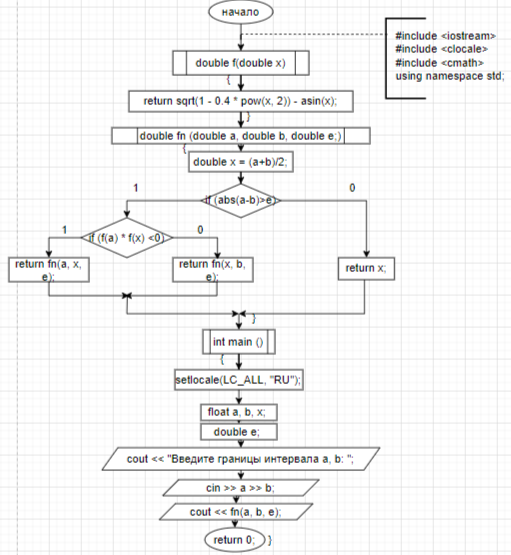 начало
#include <iostream>
#include <clocale>
#include <cmath>
using namespace std;
double f(double x)
{
return sqrt(1 - 0.4 * pow(x, 2)) - asin(x);
}
double fn (double a, double b, double e;)
{
double x = (a+b)/2;
if (abs(a-b)>e)
1
0
if (f(a) * f(x) <0)
1
0
return fn(a, x,
e);
return fn(x, b,
e);
return x;
}
int main ()
{
setlocale(LC_ALL, "RU");
float a, b, x;
double e;
cout << "Введите границы интервала a, b: ";
cin >> a >> b;
cout << fn(a, b, e);
return 0; }